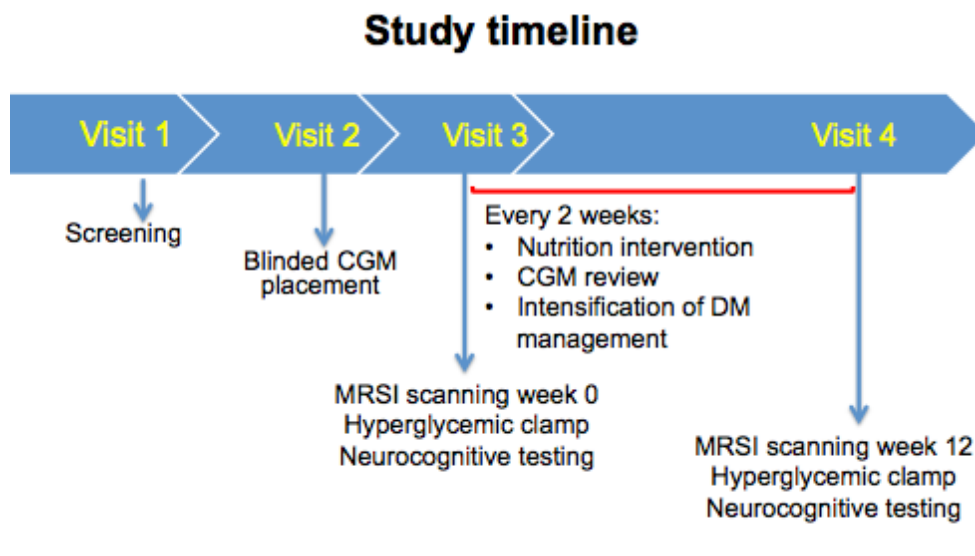 Study timeline
Visit 1
Visit 2
Visit 3
Visit 4
Screening
Blinded CGM
placement
Every 2 weeks:
• Nutrition intervention
• CGM review
• Intensification of DM
management
MRSI scanning week 0
Hyperglycemic clamp
Neurocognitive testing
MRSI scanning week 12
Hyperglycemic clamp
Neurocognitive testing